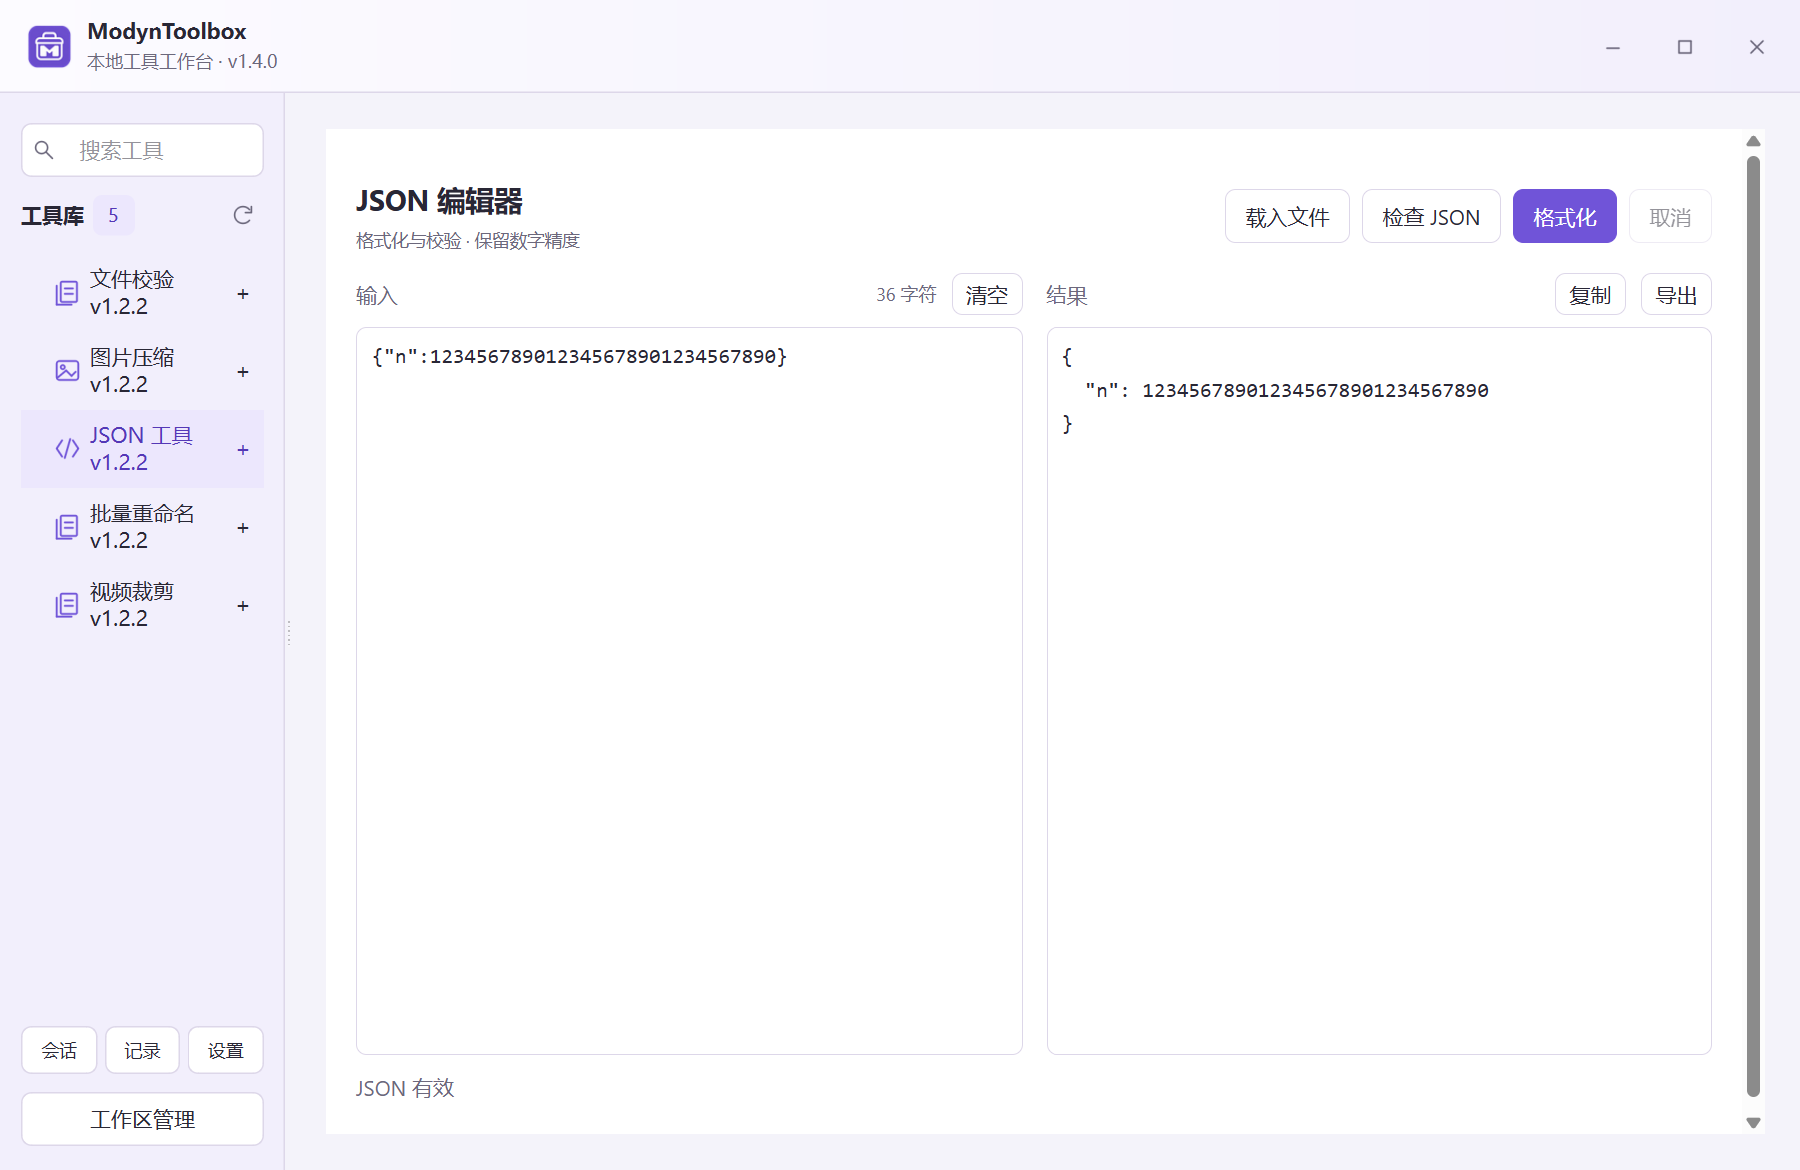 ModynToolbox
本地工具工作台 · v1.4.0
搜索工具
工具库 5
文件校验
v1.2.2
+
图片压缩
v1.2.2
+
JSON 工具
v1.2.2
+
批量重命名
v1.2.2
+
视频裁剪
v1.2.2
+
会话 记录 设置
工作区管理
JSON 编辑器
格式化与校验 · 保留数字精度
载入文件 检查 JSON 格式化 取消
输入 36 字符 清空
{"n":123456789012345678901234567890}
结果 复制 导出
{
  "n": 123456789012345678901234567890
}
JSON 有效